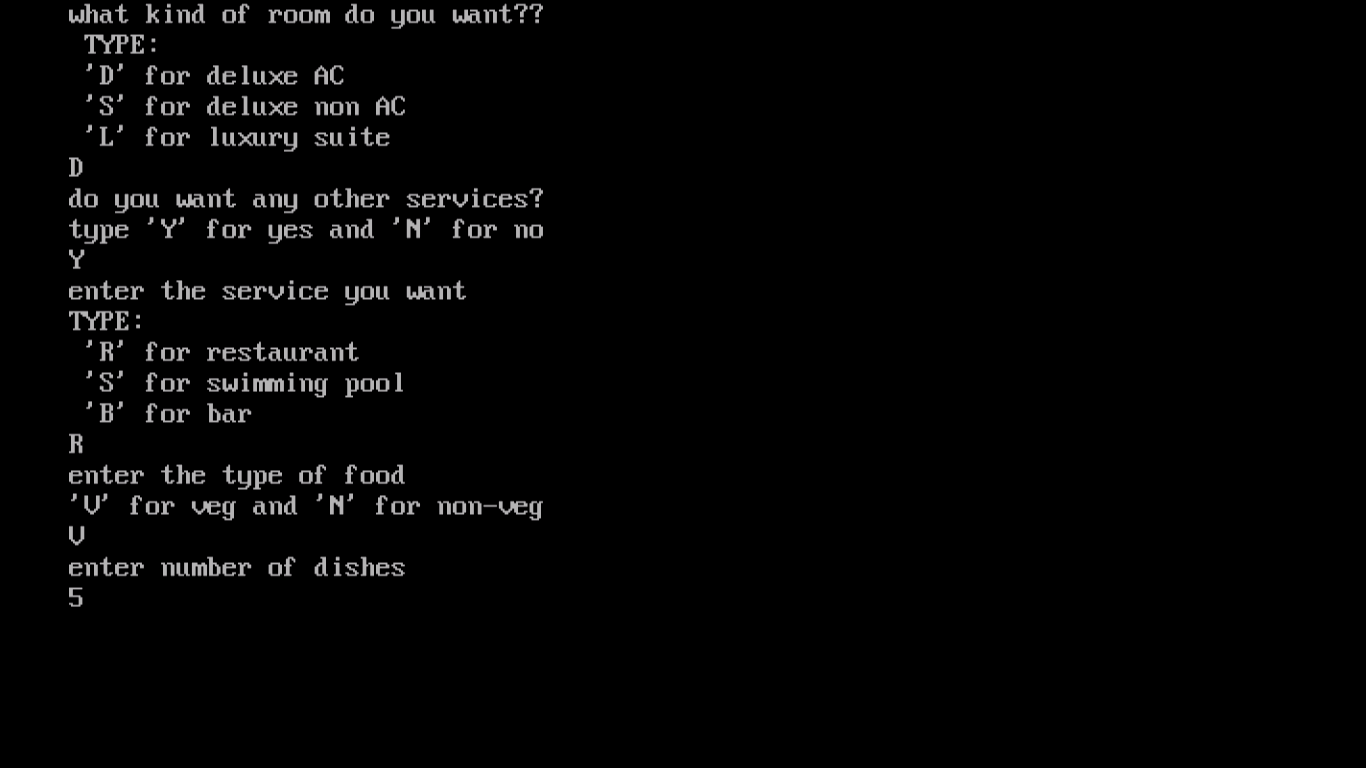 what kind of room do you want??
TYPE:
'D' for deluxe AC
'S' for deluxe non AC
'L' for luxury suite
D
do you want any other services?
type 'Y' for yes and 'N' for no
Y
enter the service you want
TYPE:
'R' for restaurant
'S' for swimming pool
'B' for bar
R
enter the type of food
'V' for veg and 'N' for non-veg
V
enter number of dishes
5